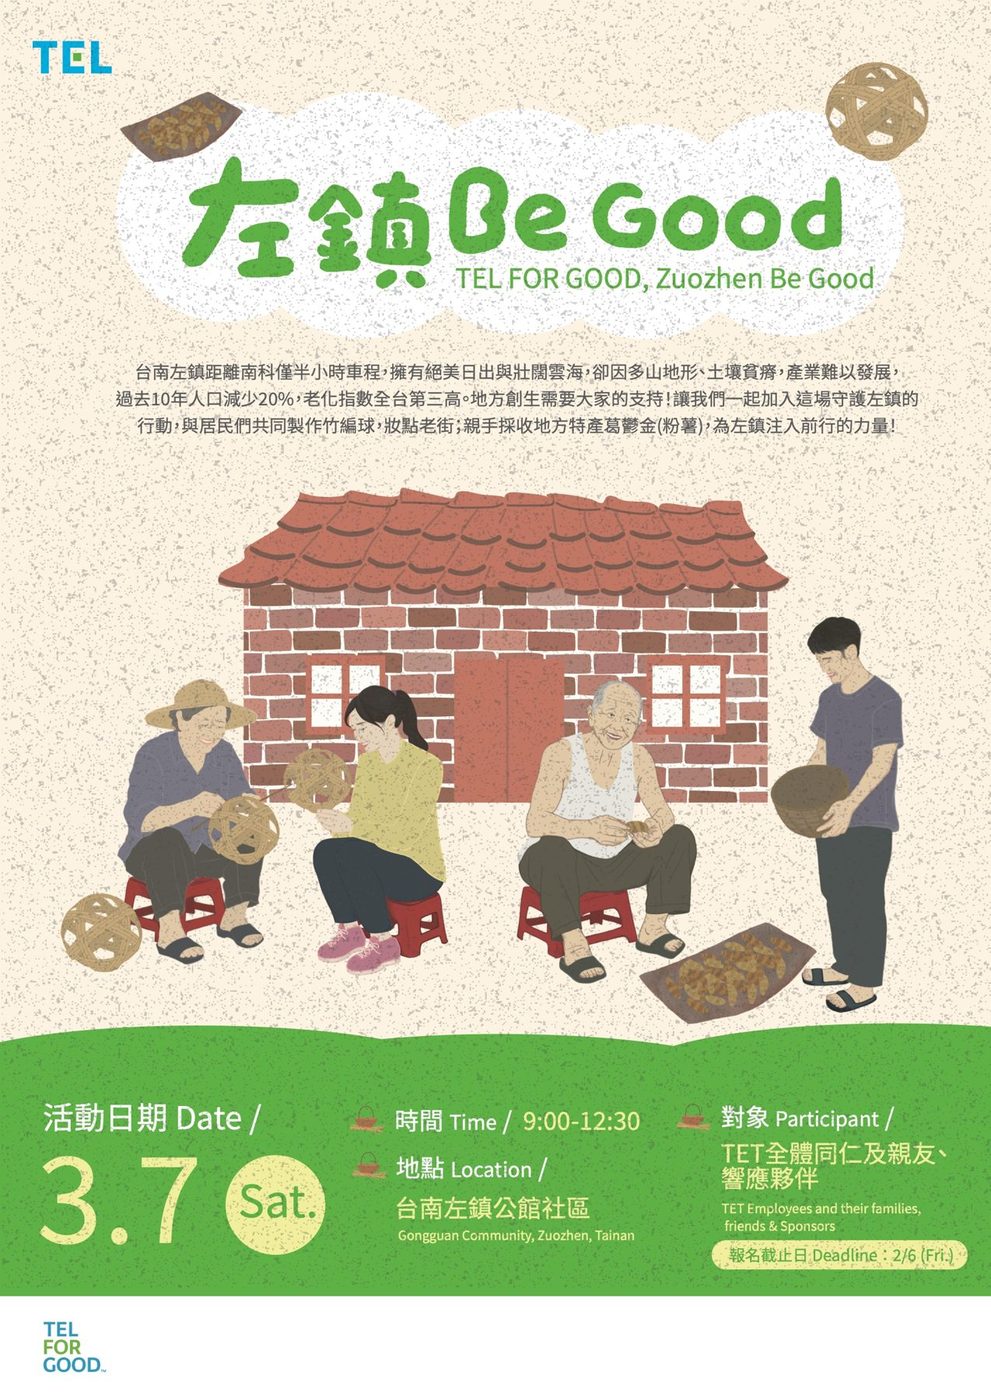 TEL
左鎮Be Good
TEL FOR GOOD, Zuozhen Be Good
台南左鎮距離南科僅半小時車程，擁有絕美日出與壯闊雲海，卻因多山地形、土壤貧瘠，產業難以發展，
過去10年人口減少20%，老化指數全台第三高。地方創生需要大家的支持！讓我們一起加入這場守護左鎮的
行動，與居民們共同製作竹編球，妝點老街；親手採收地方特產葛鬱金(粉薯)，為左鎮注入前行的力量！
活動日期 Date /
3.7 Sat.
時間 Time / 9:00-12:30
地點 Location /
台南左鎮公館社區
Gongguan Community, Zuozhen, Tainan
對象 Participant /
TET全體同仁及親友、
響應夥伴
TET Employees and their families,
friends & Sponsors
報名截止日 Deadline：2/6 (Fri.)
TEL
FOR
GOOD™